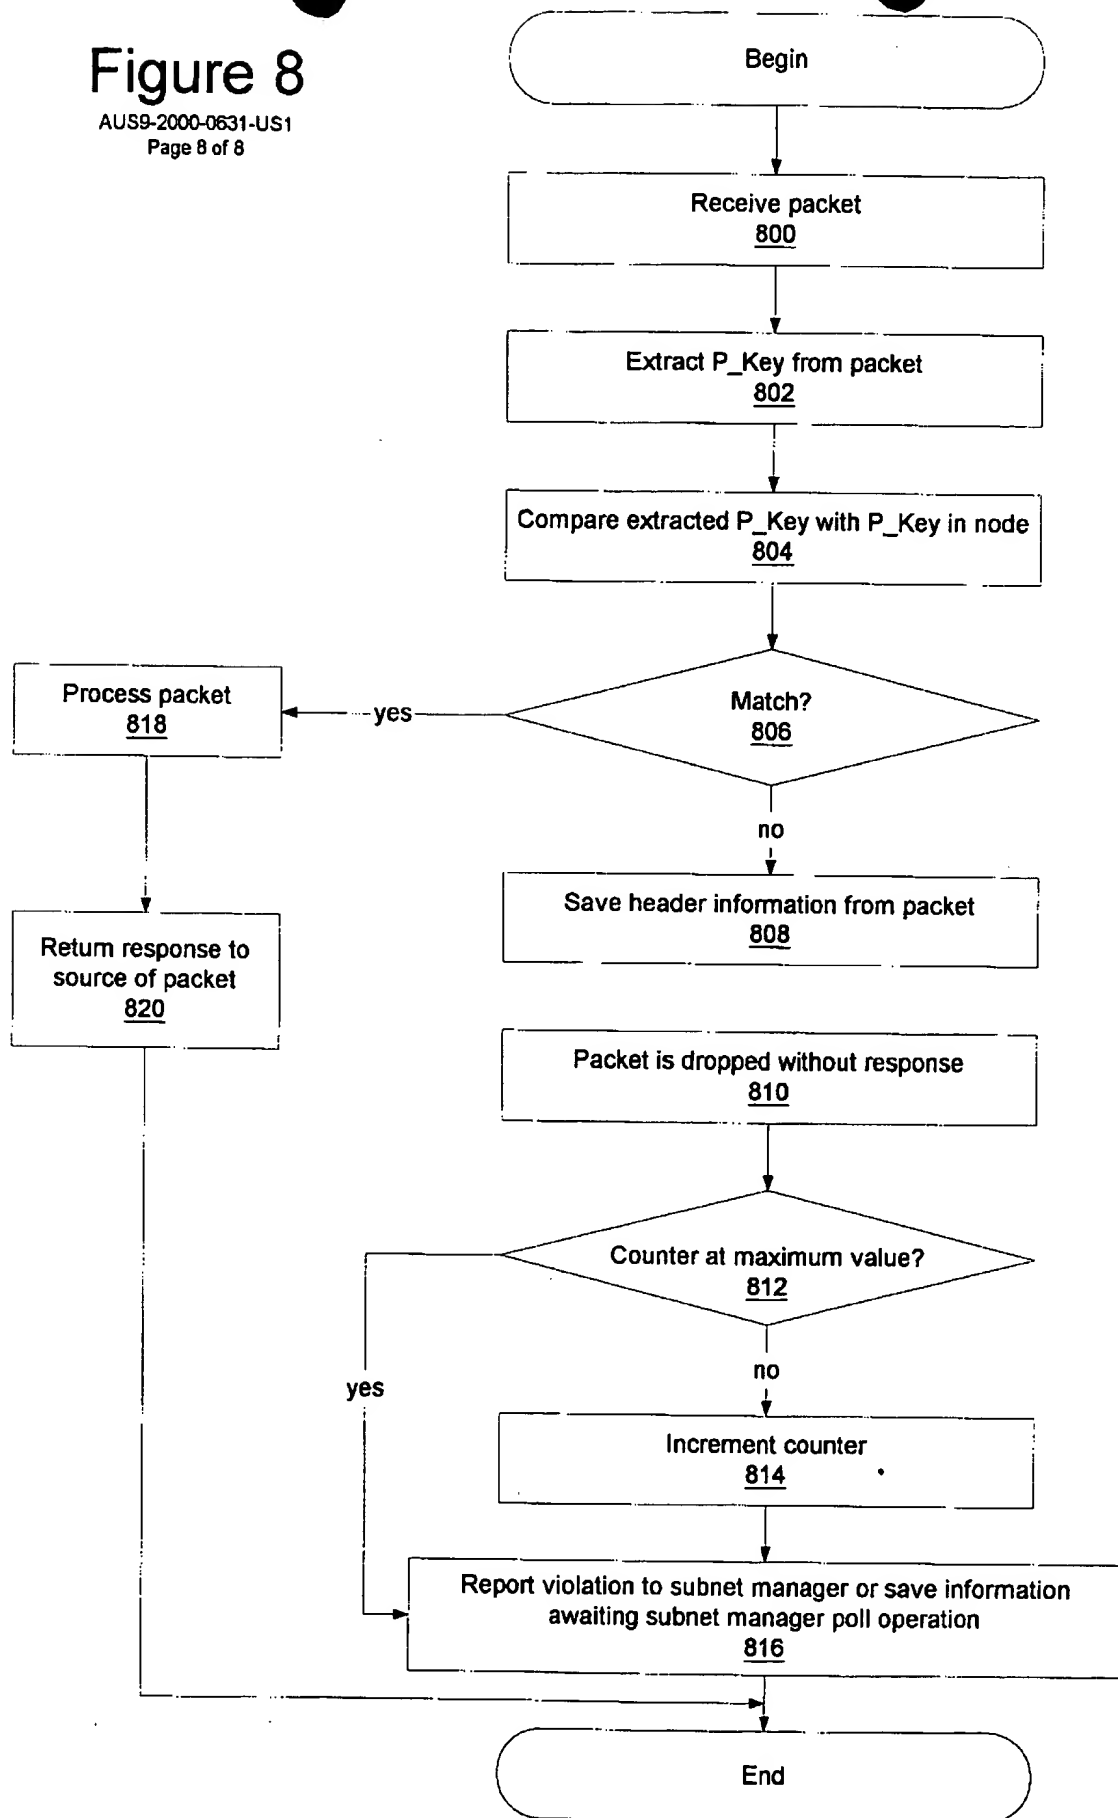 Figure 8
AUS9-2000-0631-US1
Page 8 of 8
Begin
Receive packet
800
Extract P_Key from packet
802
Compare extracted P_Key with P_Key in node
804
Match?
806
yes
Process packet
818
no
Save header information from packet
808
Return response to
source of packet
820
Packet is dropped without response
810
Counter at maximum value?
812
yes
no
Increment counter
814
Report violation to subnet manager or save information
awaiting subnet manager poll operation
816
End